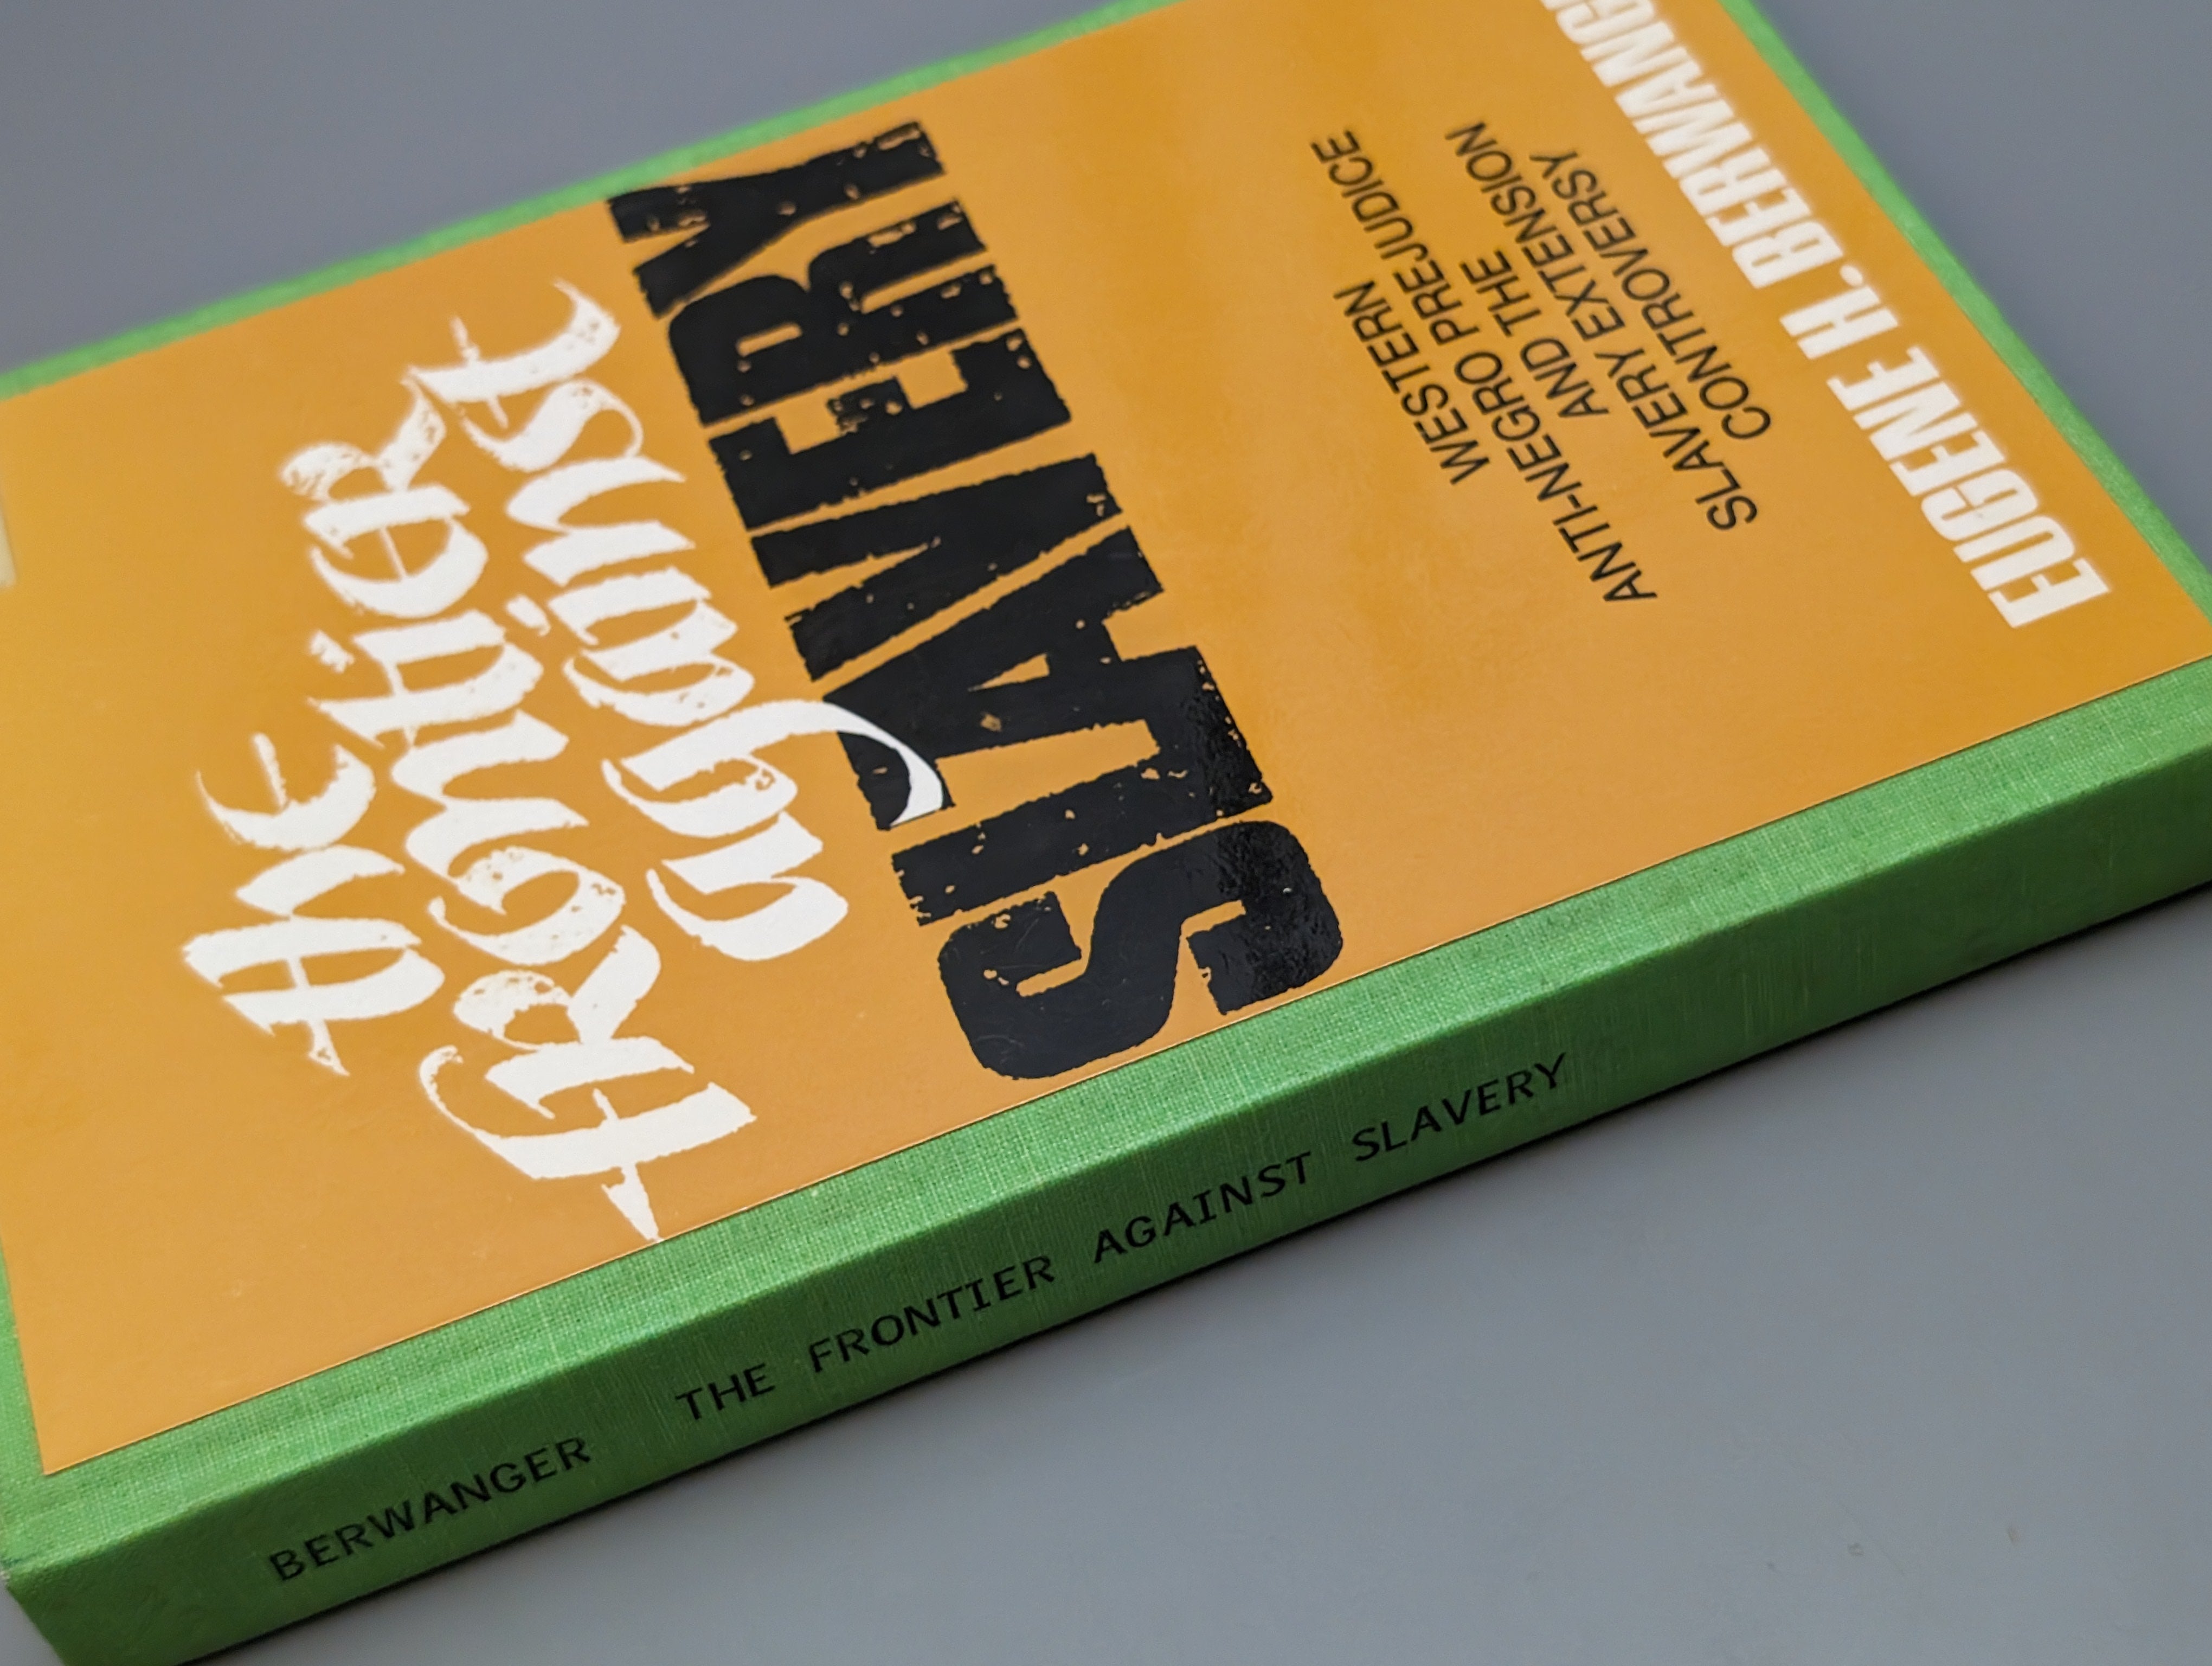 the
fRontieR
against
SLAVERY
WESTERN
ANTI-NEGRO PREJUDICE
AND THE
SLAVERY EXTENSION
CONTROVERSY
EUGENE H.
BERWANGER THE FRONTIER AGAINST SLAVERY